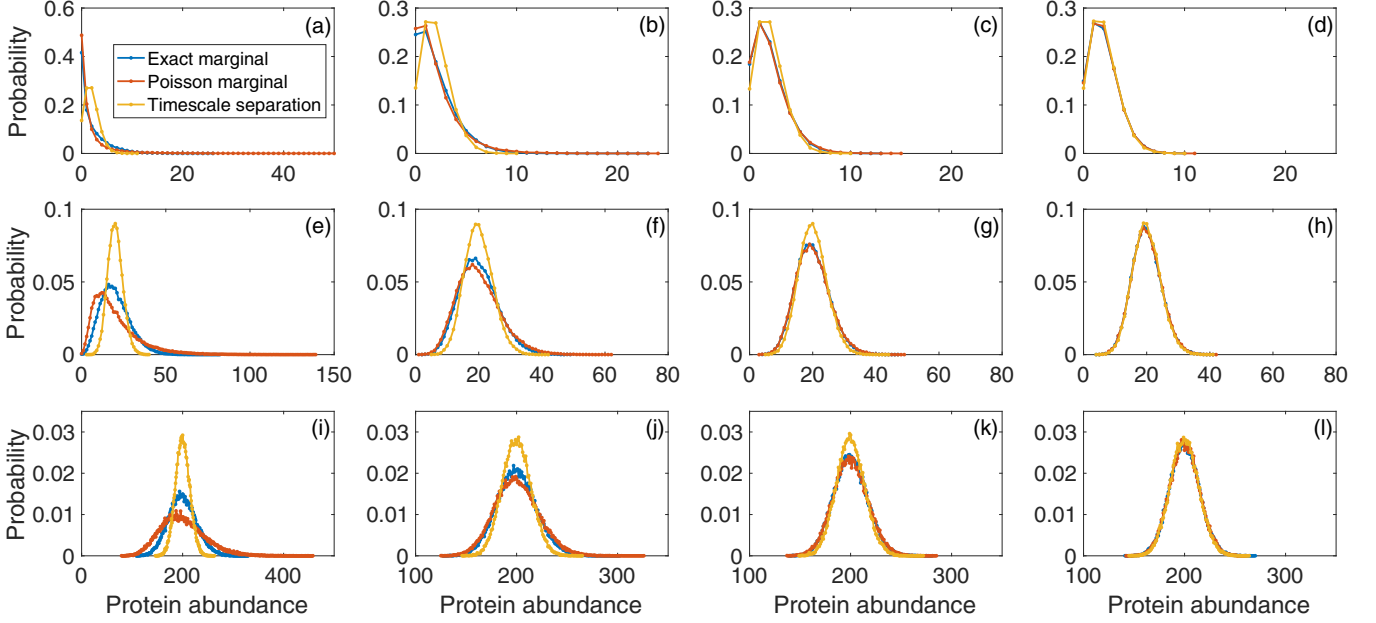 0.6
0.4
0.2
0
Probability
(a)
Exact marginal
Poisson marginal
Timescale separation
0 20 40
0.3
0.2
0.1
0
(b)
0 10 20
0.3
0.2
0.1
0
(c)
0 10 20
0.3
0.2
0.1
0
(d)
0 10 20
0.1
0.05
0
Probability
(e)
0 50 100 150
0.1
0.05
0
(f)
0 20 40 60 80
0.1
0.05
0
(g)
0 20 40 60 80
0.1
0.05
0
(h)
0 20 40 60 80
0.03
0.02
0.01
0
Probability
(i)
0 200 400
Protein abundance
0.03
0.02
0.01
0
(j)
100 200 300
Protein abundance
0.03
0.02
0.01
0
(k)
100 200 300
Protein abundance
0.03
0.02
0.01
0
(l)
100 200 300
Protein abundance